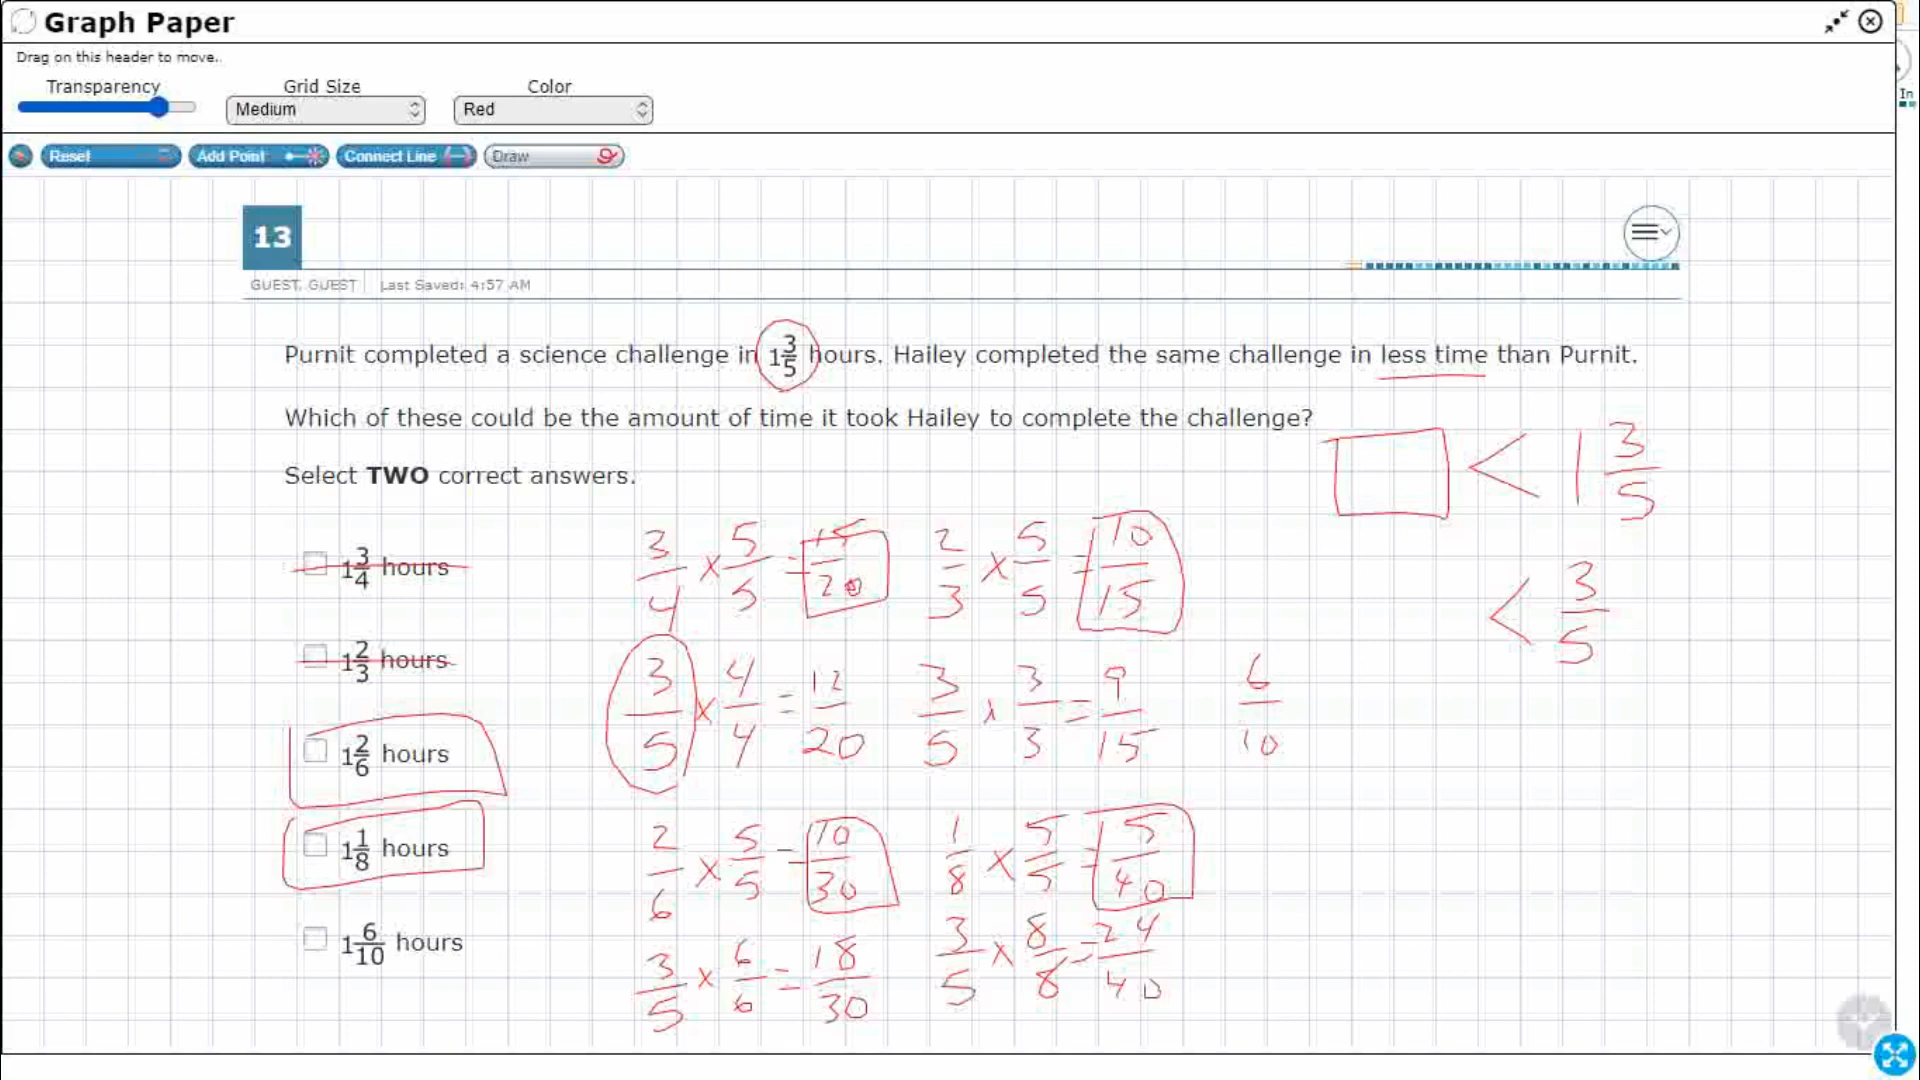 Graph Paper
Drag on this header to move..
Transparency Grid Size Color
Medium Red
Reset Add Point Connect Line Draw
In
13
GUEST, GUEST Last Saved: 4:57 AM
Purnit completed a science challenge in 1 3/5 hours. Hailey completed the same challenge in less time than Purnit.
Which of these could be the amount of time it took Hailey to complete the challenge?
□ < 1 3/5
Select TWO correct answers.
1 3/4 hours
3/4 × 5/5 = 15/20
2/3 × 5/5 = 10/15
< 3/5
1 2/3 hours
3/5 × 4/4 = 12/20
3/5 × 3/3 = 9/15
6/10
1 2/6 hours
1 1/8 hours
2/6 × 5/5 = 10/30
1/8 × 5/5 = 5/40
1 6/10 hours
3/5 × 6/6 = 18/30
3/5 × 8/8 = 24/40